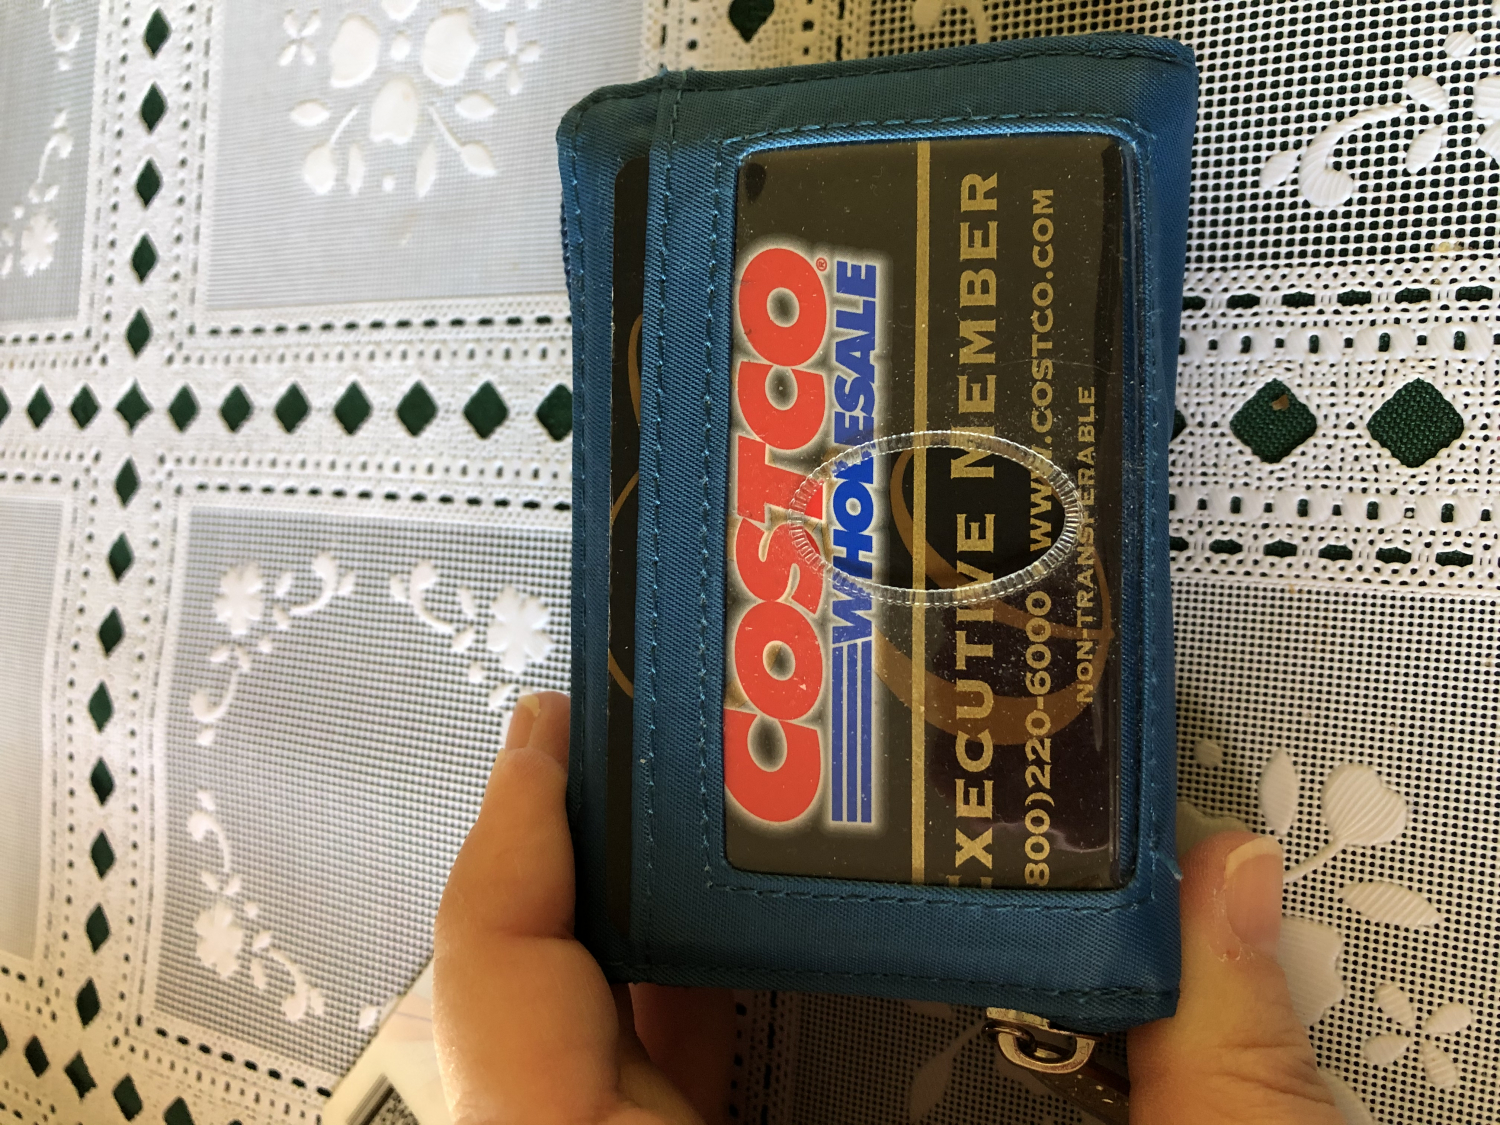 COSTCO®
WHOLESALE
EXECUTIVE MEMBER
800)220-6000 WWW.COSTCO.COM
NON-TRANSFERABLE